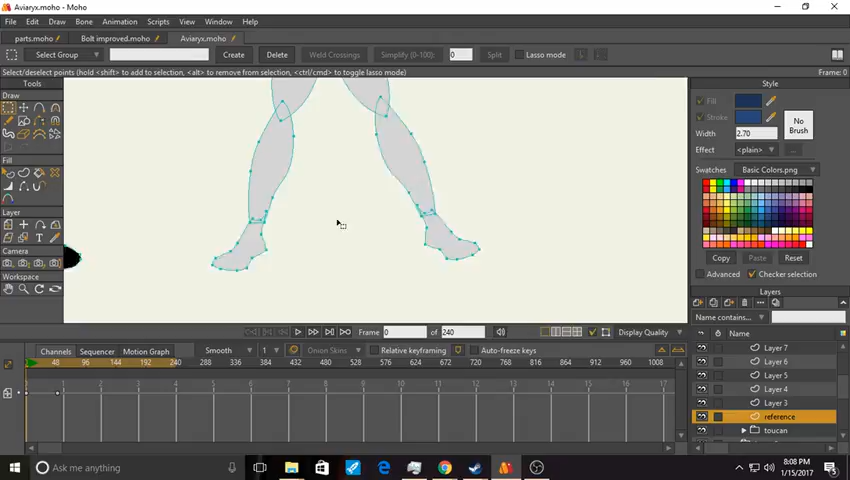 Aviaryx.moho - Moho
File Edit Draw Bone Animation Scripts View Window Help
parts.moho Bolt improved.moho Aviaryx.moho
Select Group Create Delete Weld Crossings Simplify (0-100): 0 Split Lasso mode
Select/deselect points (hold <shift> to add to selection, <alt> to remove from selection, <ctrl/cmd> to toggle lasso mode) Frame: 0
Tools Style
Draw
Fill
Stroke
No
Brush
Width 2.70
Effect <plain> ...
Fill
Swatches Basic Colors.png
Layer
T
Camera
Copy Paste Reset
Workspace
Advanced Checker selection
Layers
Name contains...
Frame 0 of 240 Display Quality
Name
Channels Sequencer Motion Graph Smooth 1 Onion Skins Relative keyframing Auto-freeze keys
Layer 7
0 48 96 144 192 240 288 336 384 432 480 528 576 624 672 720 768 816 864 912 960 1008
Layer 6
Layer 5
0 1 2 3 4 5 6 7 8 9 10 11 12 13 14 15 16 17
Layer 4
Layer 3
reference
toucan
Ask me anything
8:08 PM
1/15/2017